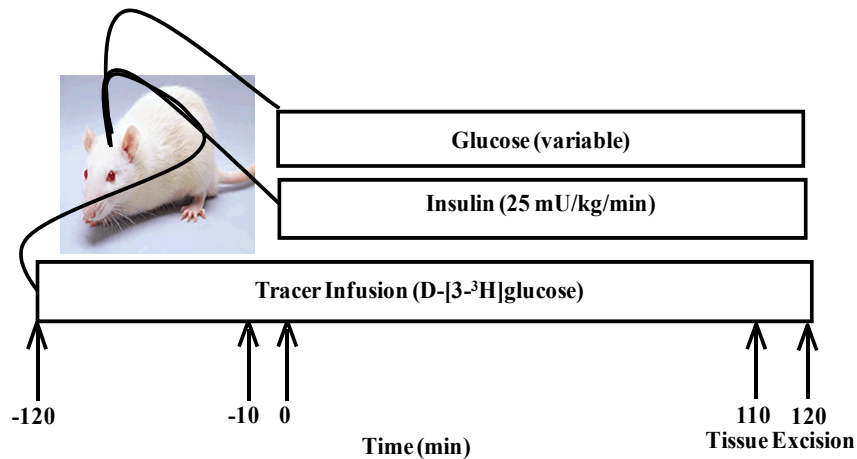 Glucose (variable)
Insulin (25 mU/kg/min)
Tracer Infusion (D-[3-³H]glucose)
-120
-10
0
110
120
Time (min)
Tissue Excision